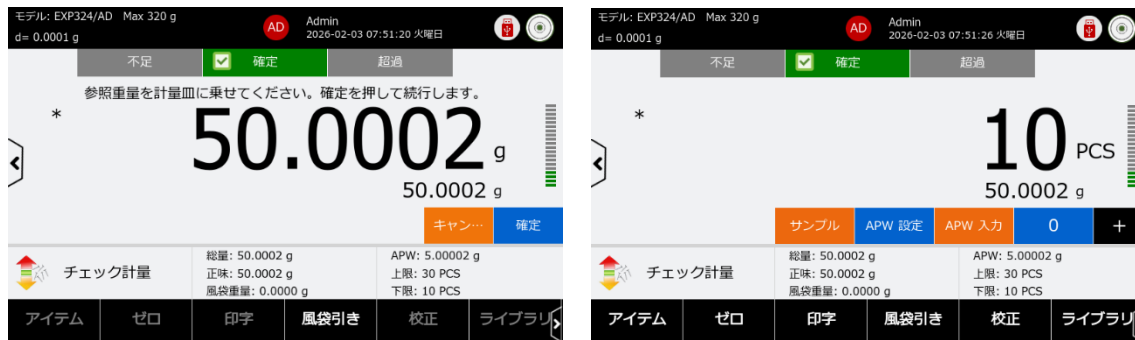 モデル: EXP324/AD Max 320 g
d= 0.0001 g
AD
Admin
2026-02-03 07:51:20 火曜日
不足
確定
超過
参照重量を計量皿に乗せてください。確定を押して続行します。
*
50.0002 g
50.0002 g
キャン…
確定
チェック計量
総量: 50.0002 g
正味: 50.0002 g
風袋重量: 0.0000 g
APW: 5.00002 g
上限: 30 PCS
下限: 10 PCS
アイテム
ゼロ
印字
風袋引き
校正
ライブラリ
モデル: EXP324/AD Max 320 g
d= 0.0001 g
AD
Admin
2026-02-03 07:51:26 火曜日
不足
確定
超過
*
10 PCS
50.0002 g
サンプル
APW 設定
APW 入力
0
+
チェック計量
総量: 50.0002 g
正味: 50.0002 g
風袋重量: 0.0000 g
APW: 5.00002 g
上限: 30 PCS
下限: 10 PCS
アイテム
ゼロ
印字
風袋引き
校正
ライブラリ